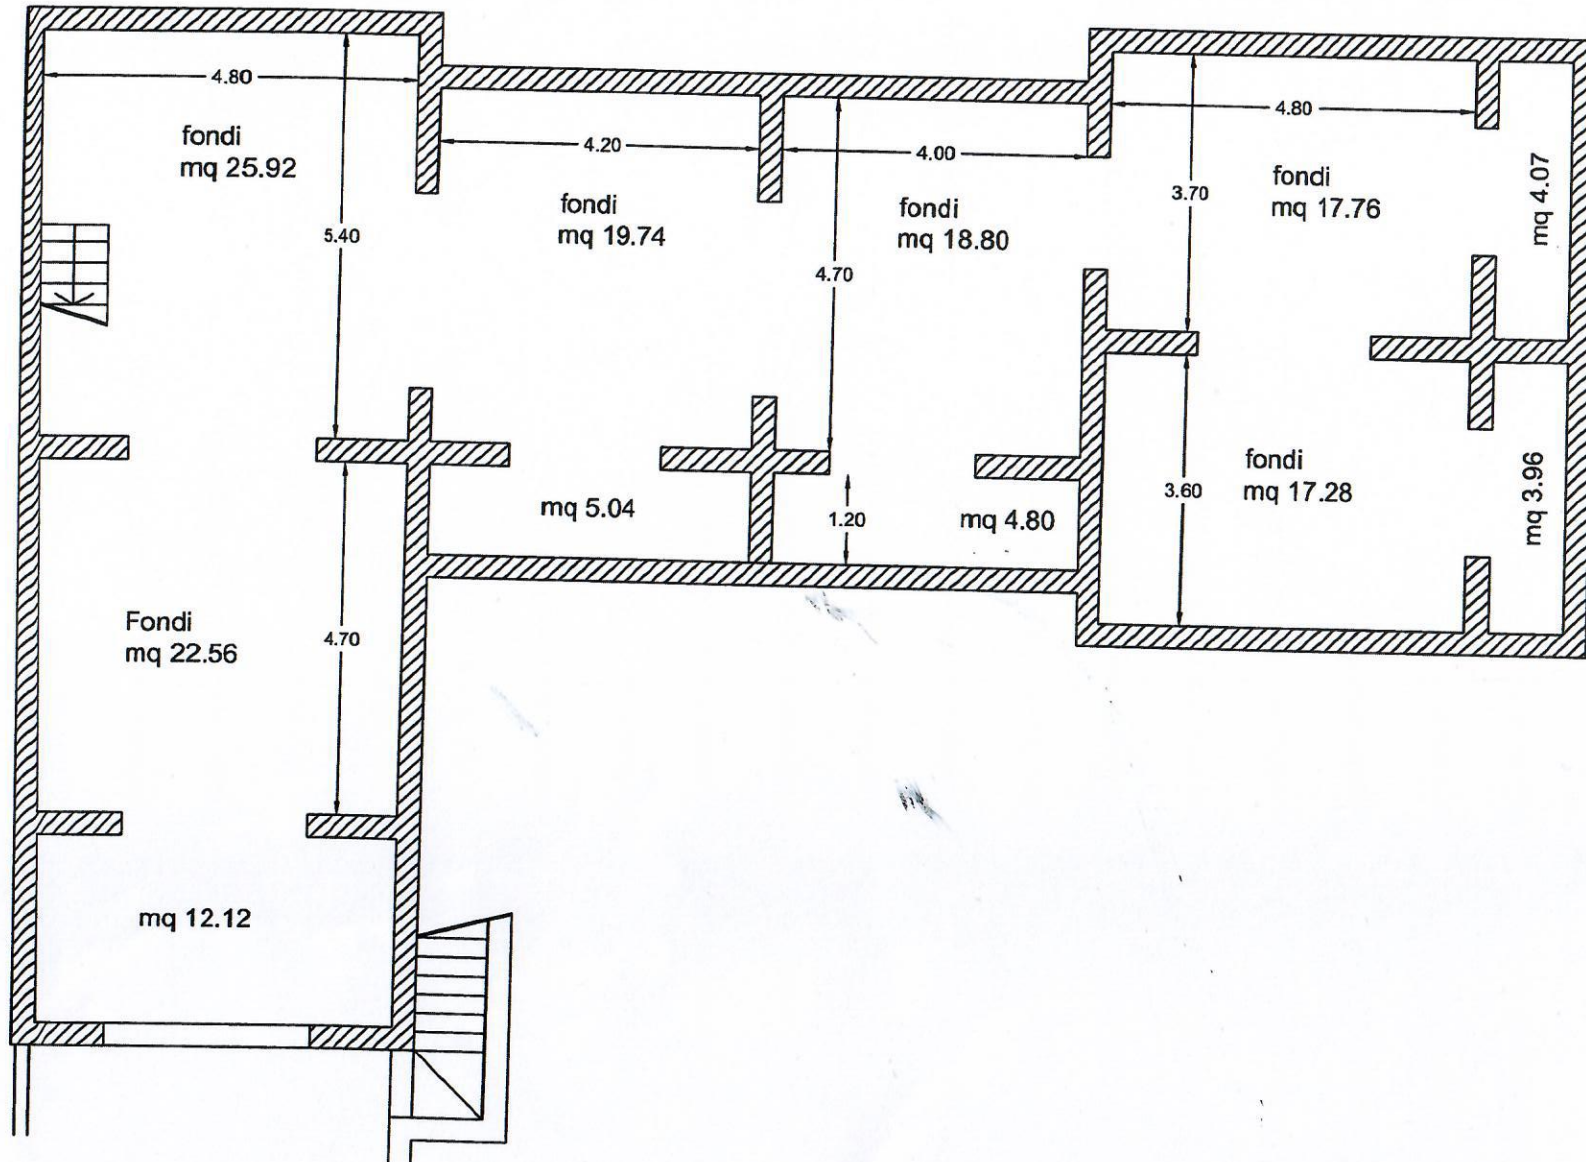 4.80
fondi
mq 25.92
5.40
4.20
fondi
mq 19.74
4.00
fondi
mq 18.80
4.70
4.80
3.70
fondi
mq 17.76
mq 4.07
mq 5.04
1.20
mq 4.80
3.60
fondi
mq 17.28
mq 3.96
Fondi
mq 22.56
4.70
mq 12.12